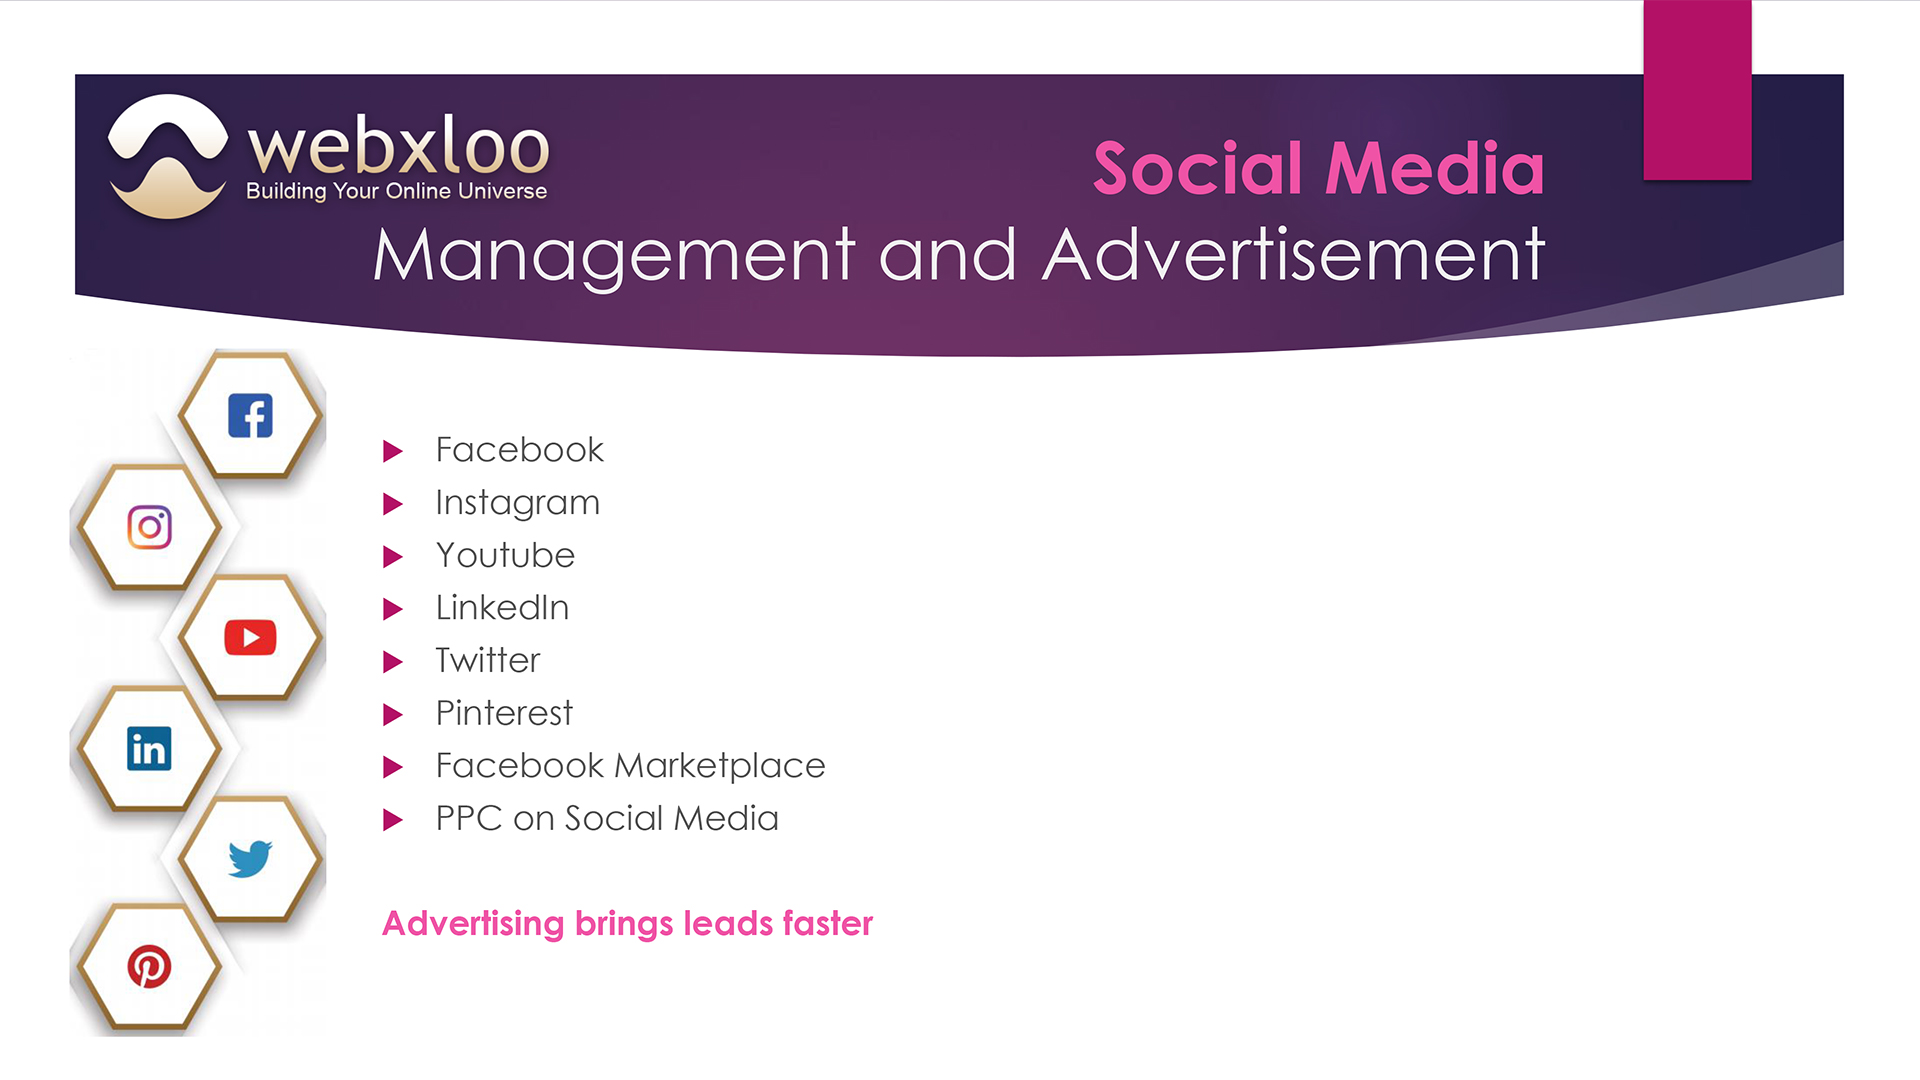 webxloo
Building Your Online Universe
Social Media
Management and Advertisement
Facebook
Instagram
Youtube
LinkedIn
Twitter
Pinterest
Facebook Marketplace
PPC on Social Media
Advertising brings leads faster